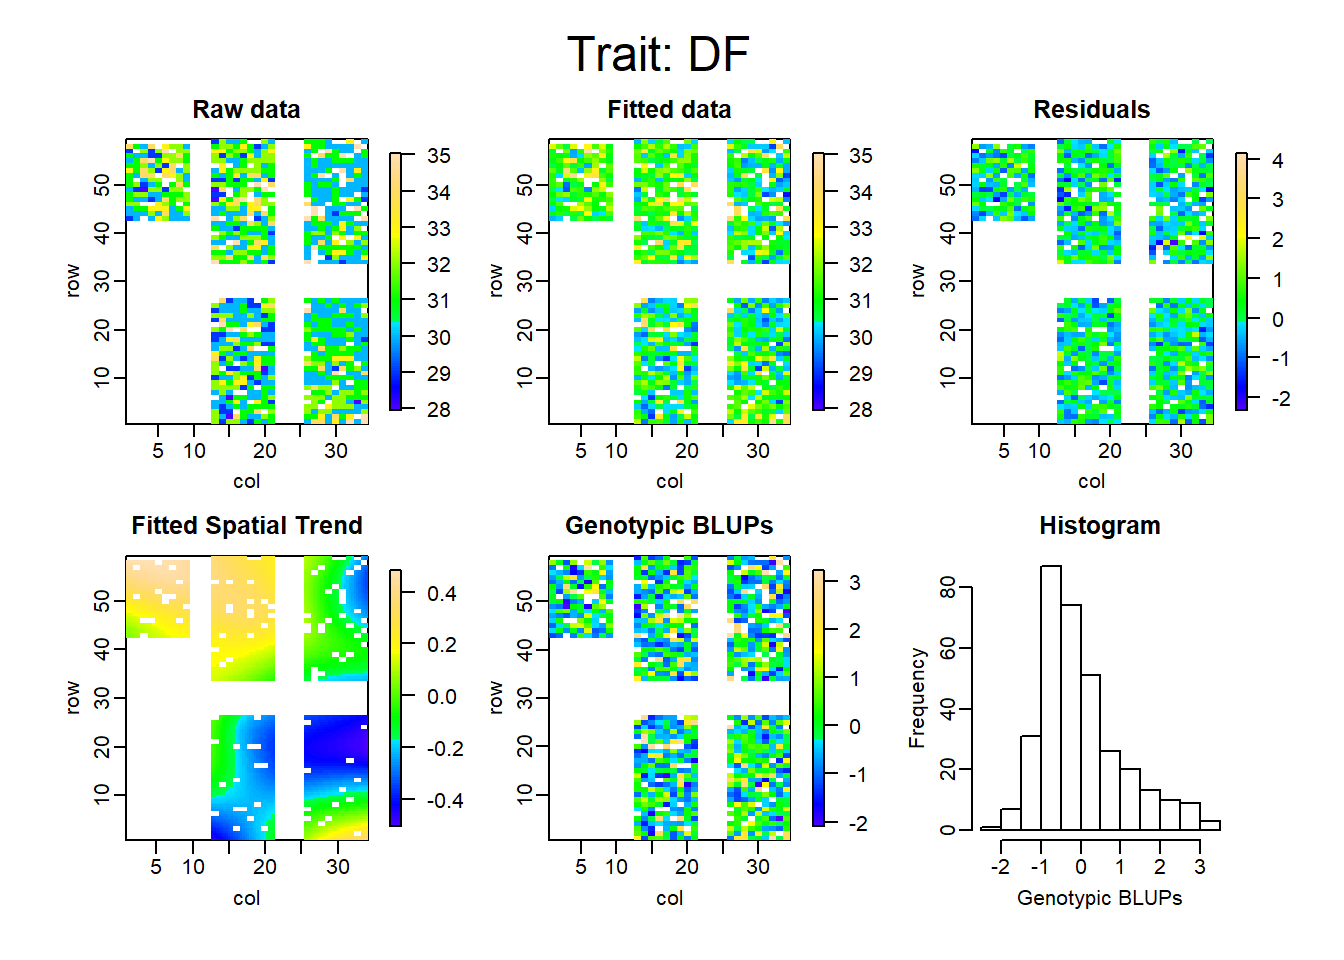 Trait: DF
Raw data
Fitted data
Residuals
row
10 20 30 40 50
5 10 20 30
col
35
34
33
32
31
30
29
28
row
10 20 30 40 50
5 10 20 30
col
35
34
33
32
31
30
29
28
row
10 20 30 40 50
5 10 20 30
col
4
3
2
1
0
-1
-2
Fitted Spatial Trend
Genotypic BLUPs
Histogram
row
10 20 30 40 50
5 10 20 30
col
0.4
0.2
0.0
-0.2
-0.4
row
10 20 30 40 50
5 10 20 30
col
3
2
1
0
-1
-2
Frequency
0 20 40 60 80
-2 -1 0 1 2 3
Genotypic BLUPs